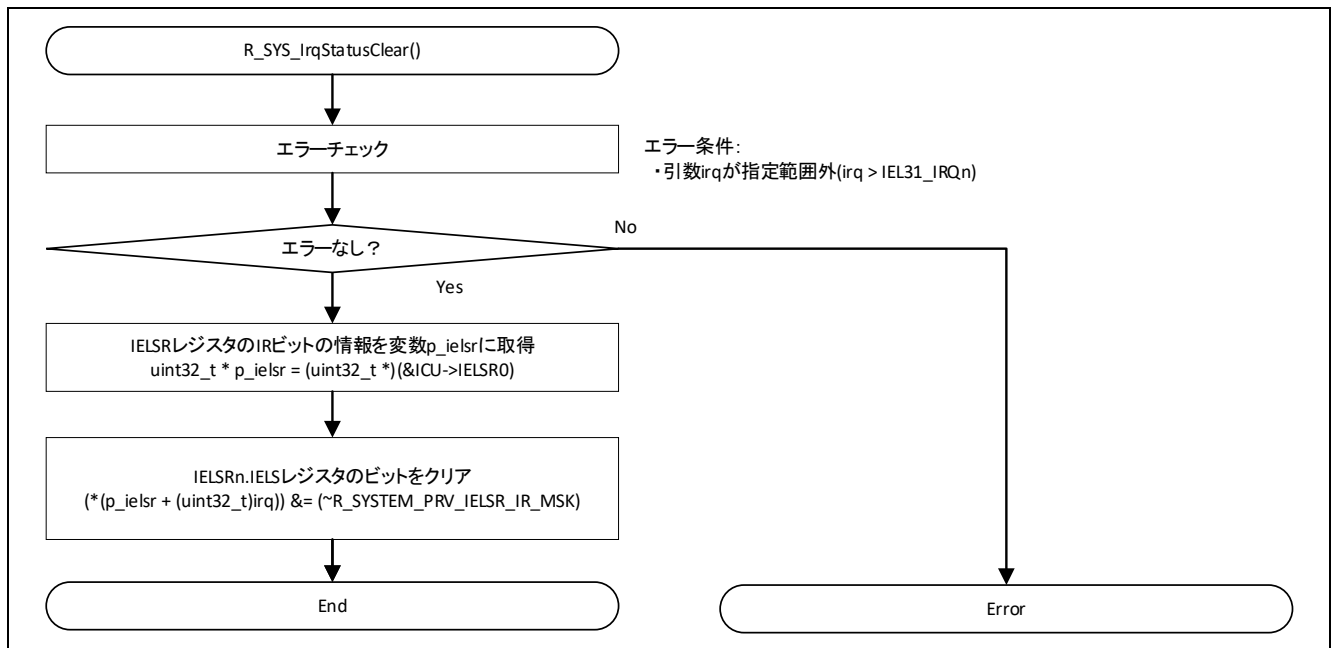 R_SYS_IrqStatusClear()
エラーチェック
エラー条件:
・引数irqが指定範囲外(irq > IEL31_IRQn)
エラーなし？
No
Yes
IELSRレジスタのIRビットの情報を変数p_ielsrに取得
uint32_t * p_ielsr = (uint32_t *)(&ICU->IELSR0)
IELSRn.IELSレジスタのビットをクリア
(*(p_ielsr + (uint32_t)irq)) &= (~R_SYSTEM_PRV_IELSR_IR_MSK)
End
Error